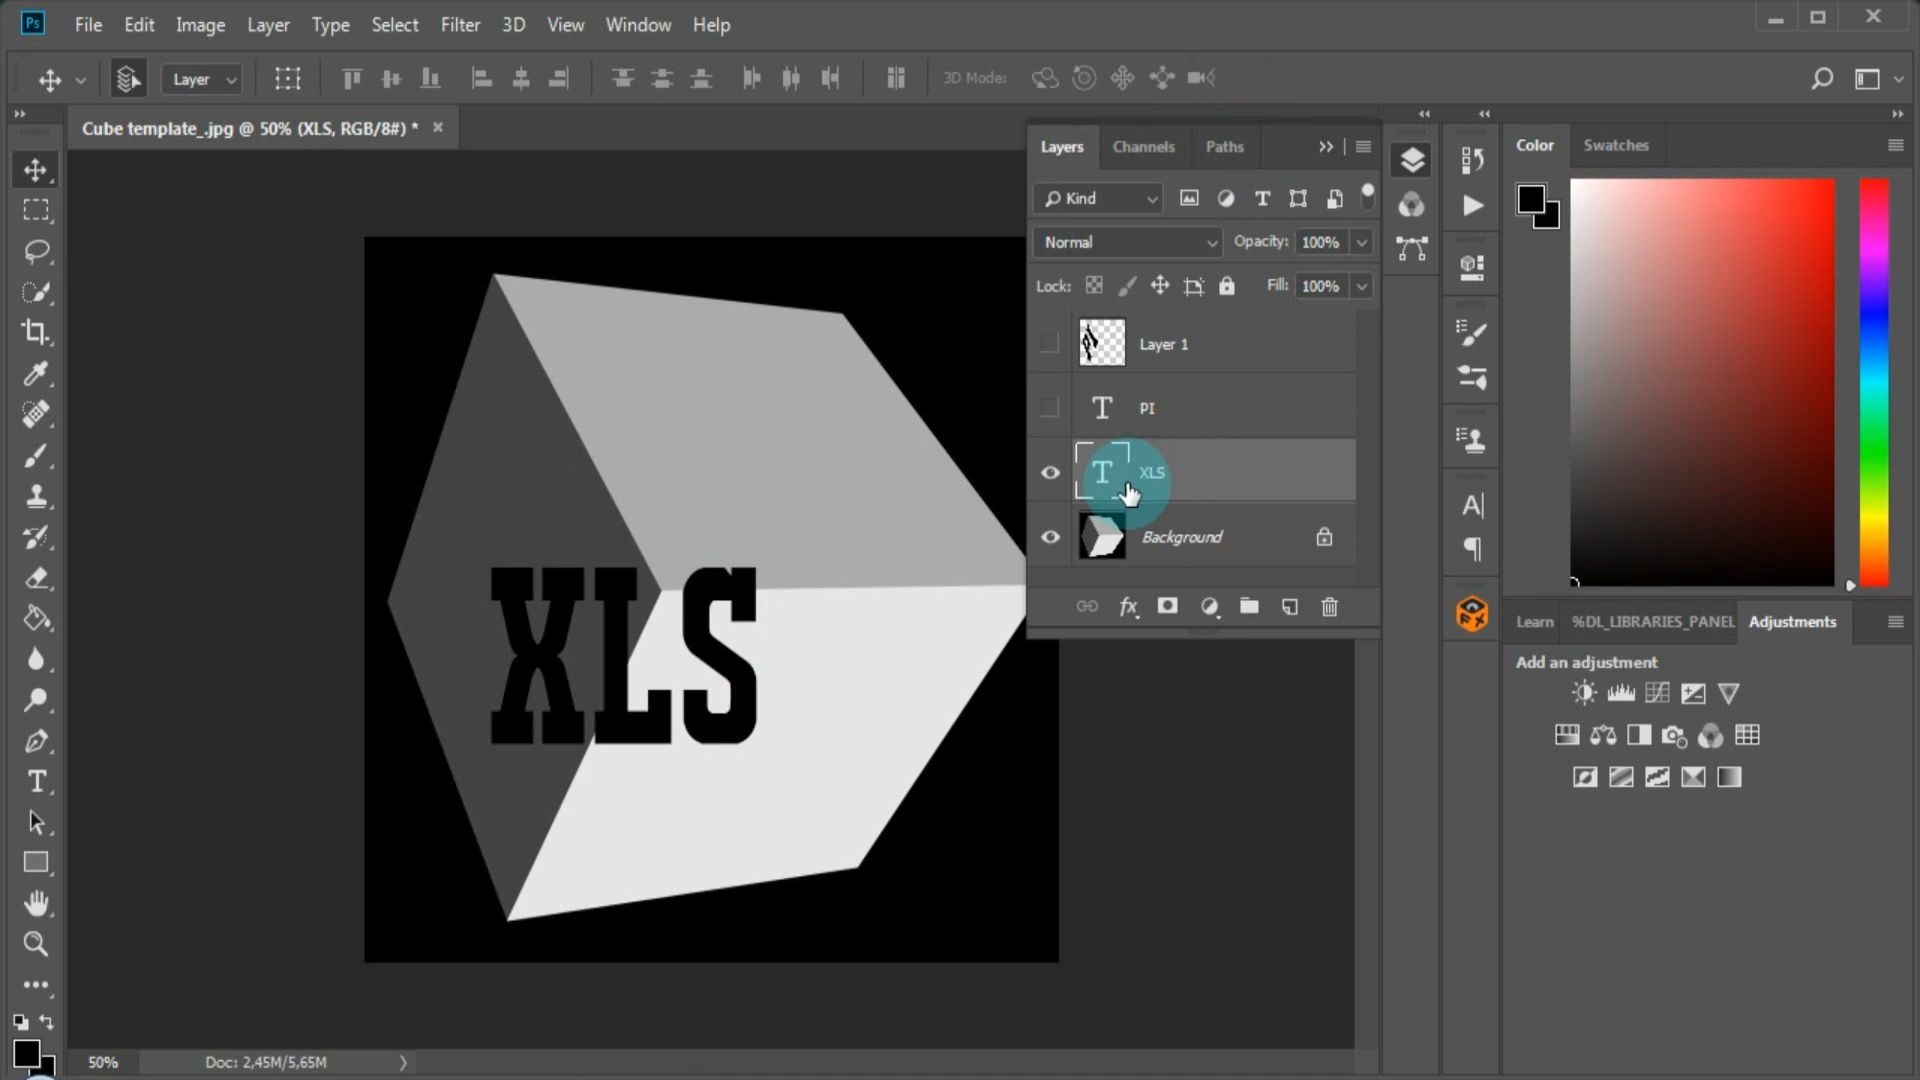 Ps File Edit Image Layer Type Select Filter 3D View Window Help
Layer 3D Mode:
Cube template_.jpg @ 50% (XLS, RGB/8#) *
Layers Channels Paths
Kind
Normal Opacity: 100%
Lock: Fill: 100%
Layer 1
T PI
T XLS
Background
fx
XLS
Color Swatches
Learn %DL_LIBRARIES_PANEL Adjustments
Add an adjustment
50% Doc: 2,45M/5,65M